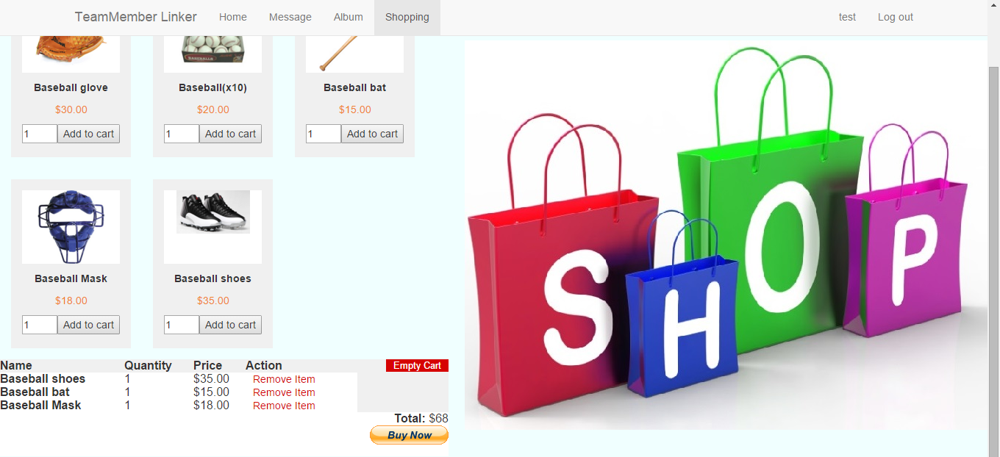 TeamMember Linker Home Message Album Shopping test Log out
BASEBALLS
Baseball glove Baseball(x10) Baseball bat
$30.00 $20.00 $15.00
1 Add to cart 1 Add to cart 1 Add to cart
Baseball Mask Baseball shoes
$18.00 $35.00
1 Add to cart 1 Add to cart
SHOP
Name Quantity Price Action Empty Cart
Baseball shoes 1 $35.00 Remove Item
Baseball bat 1 $15.00 Remove Item
Baseball Mask 1 $18.00 Remove Item
Total: $68
Buy Now